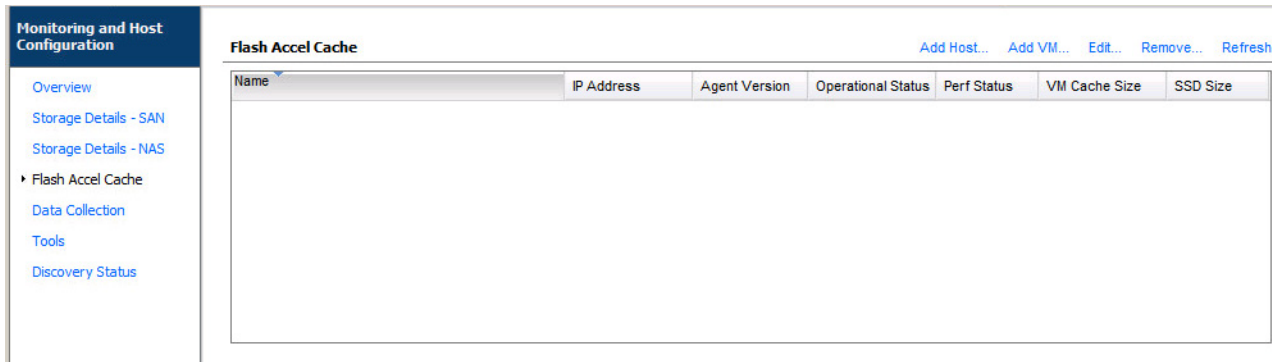 Monitoring and Host
Configuration
Overview
Storage Details - SAN
Storage Details - NAS
Flash Accel Cache
Data Collection
Tools
Discovery Status
Flash Accel Cache
Add Host... Add VM... Edit... Remove... Refresh
Name IP Address Agent Version Operational Status Perf Status VM Cache Size SSD Size